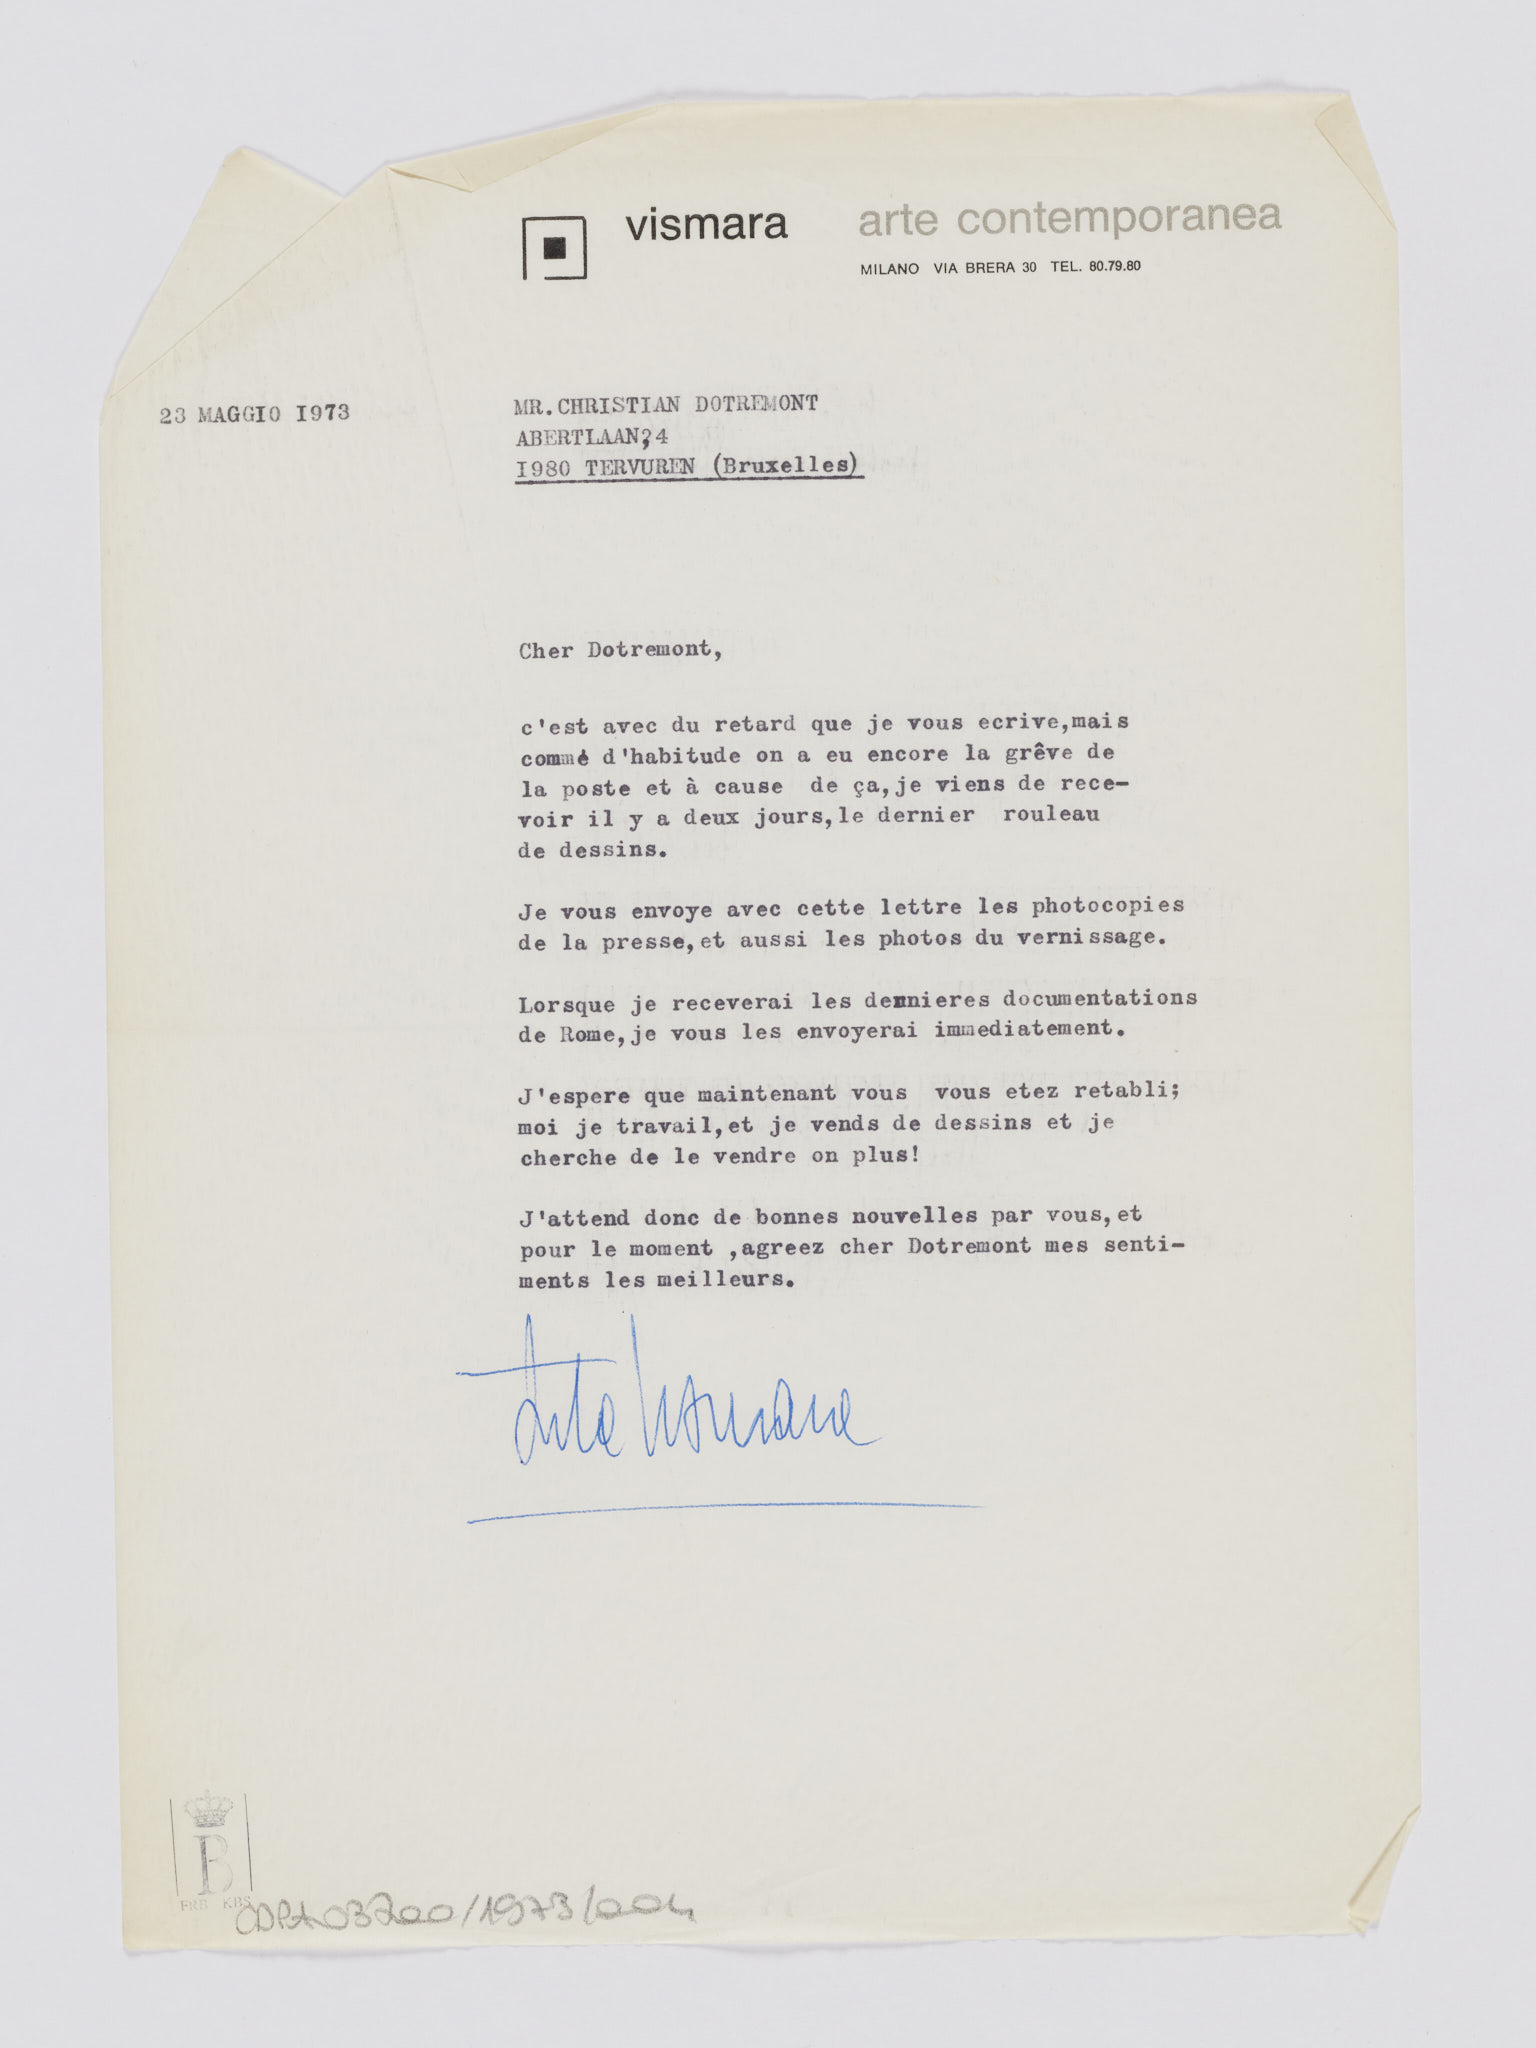 vismara arte contemporanea
MILANO VIA BRERA 30 TEL. 80.79.80
23 MAGGIO 1973
MR.CHRISTIAN DOTREMONT
ABERTLAAN,4
1980 TERVUREN (Bruxelles)
Cher Dotremont,
c'est avec du retard que je vous ecrive,mais
commé d'habitude on a eu encore la grêve de
la poste et à cause de ça,je viens de rece-
voir il y a deux jours,le dernier rouleau
de dessins.
Je vous envoye avec cette lettre les photocopies
de la presse,et aussi les photos du vernissage.
Lorsque je receverai les dernieres documentations
de Rome,je vous les envoyerai immediatement.
J'espere que maintenant vous vous etez retabli;
moi je travail,et je vends de dessins et je
cherche de le vendre on plus!
J'attend donc de bonnes nouvelles par vous,et
pour le moment ,agreez cher Dotremont mes senti-
ments les meilleurs.
B
FRB KBS
CDPA03200/1973/004